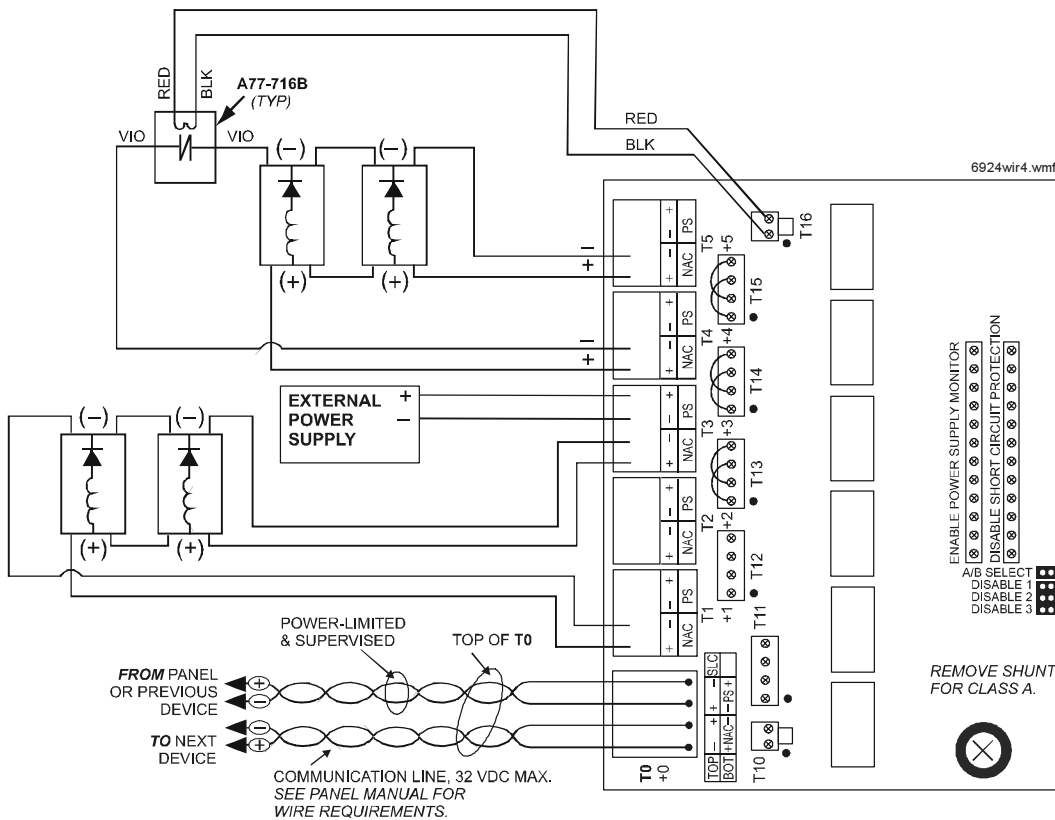 RED
BLK
A77-716B
(TYP)
VIO
VIO
(−)
(−)
(+)
(+)
RED
BLK
6924wir4.wmf
−
+
−
+
EXTERNAL
POWER
SUPPLY
+
−
(−)
(−)
(+)
(+)
+ − − +
NAC PS
T5
+5
T16
T15
+ − − +
NAC PS
T4
+4
T14
+ − − +
NAC PS
T3
+3
T13
+ − − +
NAC PS
T2
+2
T12
+ − − +
NAC PS
T1
+1
T11
ENABLE POWER SUPPLY MONITOR
DISABLE SHORT CIRCUIT PROTECTION
A/B SELECT
DISABLE 1
DISABLE 2
DISABLE 3
REMOVE SHUNT
FOR CLASS A.
POWER-LIMITED
& SUPERVISED
TOP OF T0
FROM PANEL
OR PREVIOUS
DEVICE
+
−
TO NEXT
DEVICE
−
+
COMMUNICATION LINE, 32 VDC MAX.
SEE PANEL MANUAL FOR
WIRE REQUIREMENTS.
T0
+0
TOP − + + − SLC
BOT +NAC− −PS +
T10